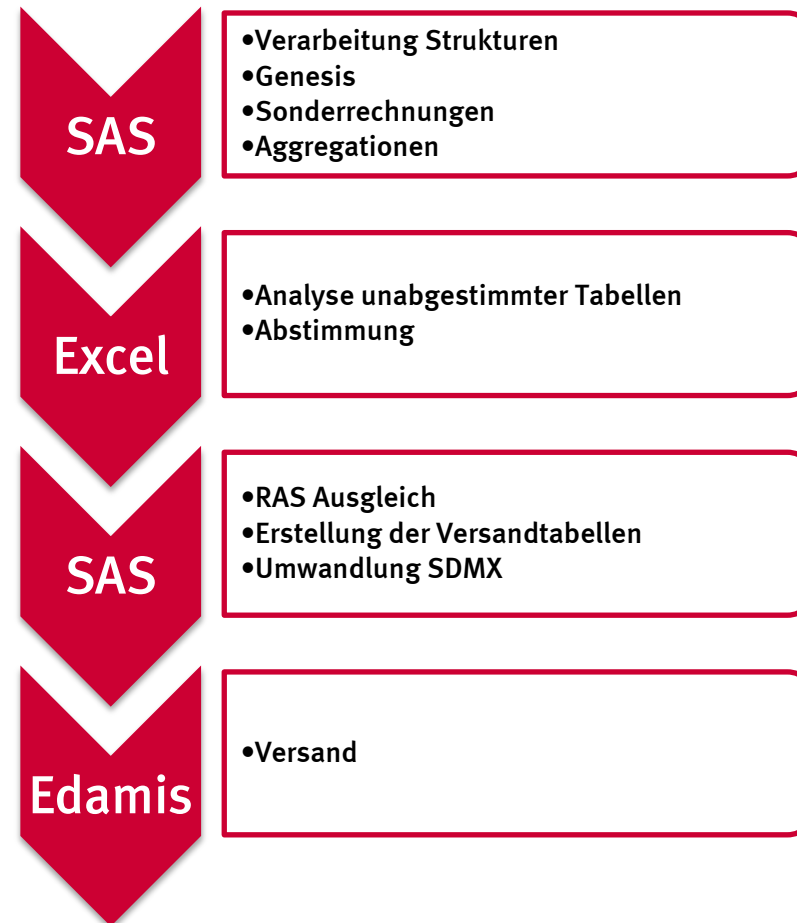 SAS
•Verarbeitung Strukturen
•Genesis
•Sonderrechnungen
•Aggregationen
Excel
•Analyse unabgestimmter Tabellen
•Abstimmung
SAS
•RAS Ausgleich
•Erstellung der Versandtabellen
•Umwandlung SDMX
Edamis
•Versand